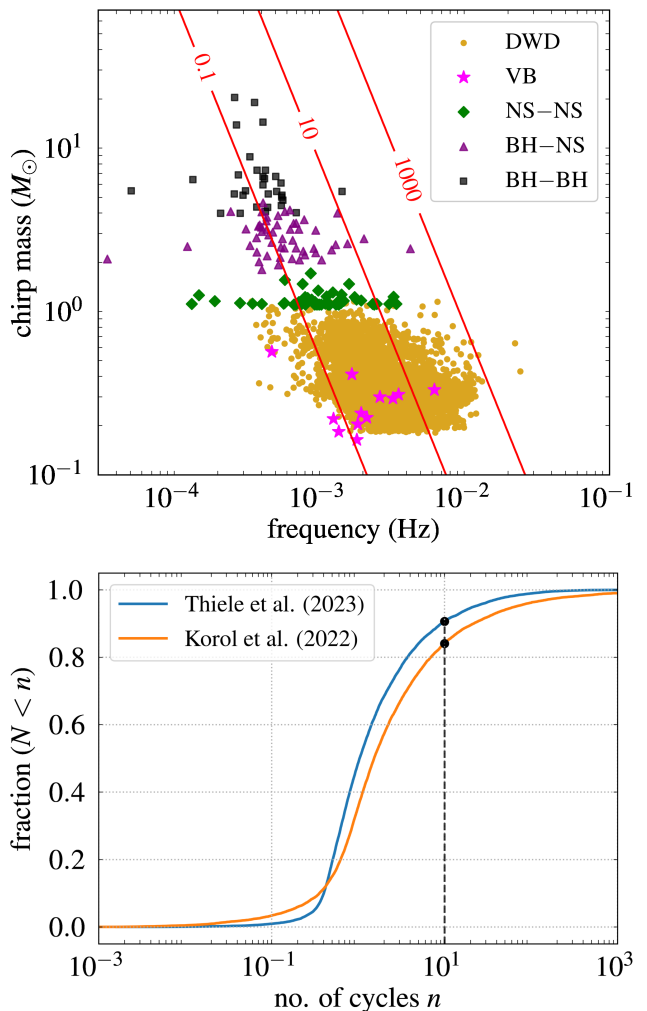 DWD
VB
NS−NS
BH−NS
BH−BH
0.1
10
1000
10¹
10⁰
10⁻¹
chirp mass (M☉)
10⁻⁴
10⁻³
10⁻²
10⁻¹
frequency (Hz)
Thiele et al. (2023)
Korol et al. (2022)
1.0
0.8
0.6
0.4
0.2
0.0
fraction (N < n)
10⁻³
10⁻¹
10¹
10³
no. of cycles n